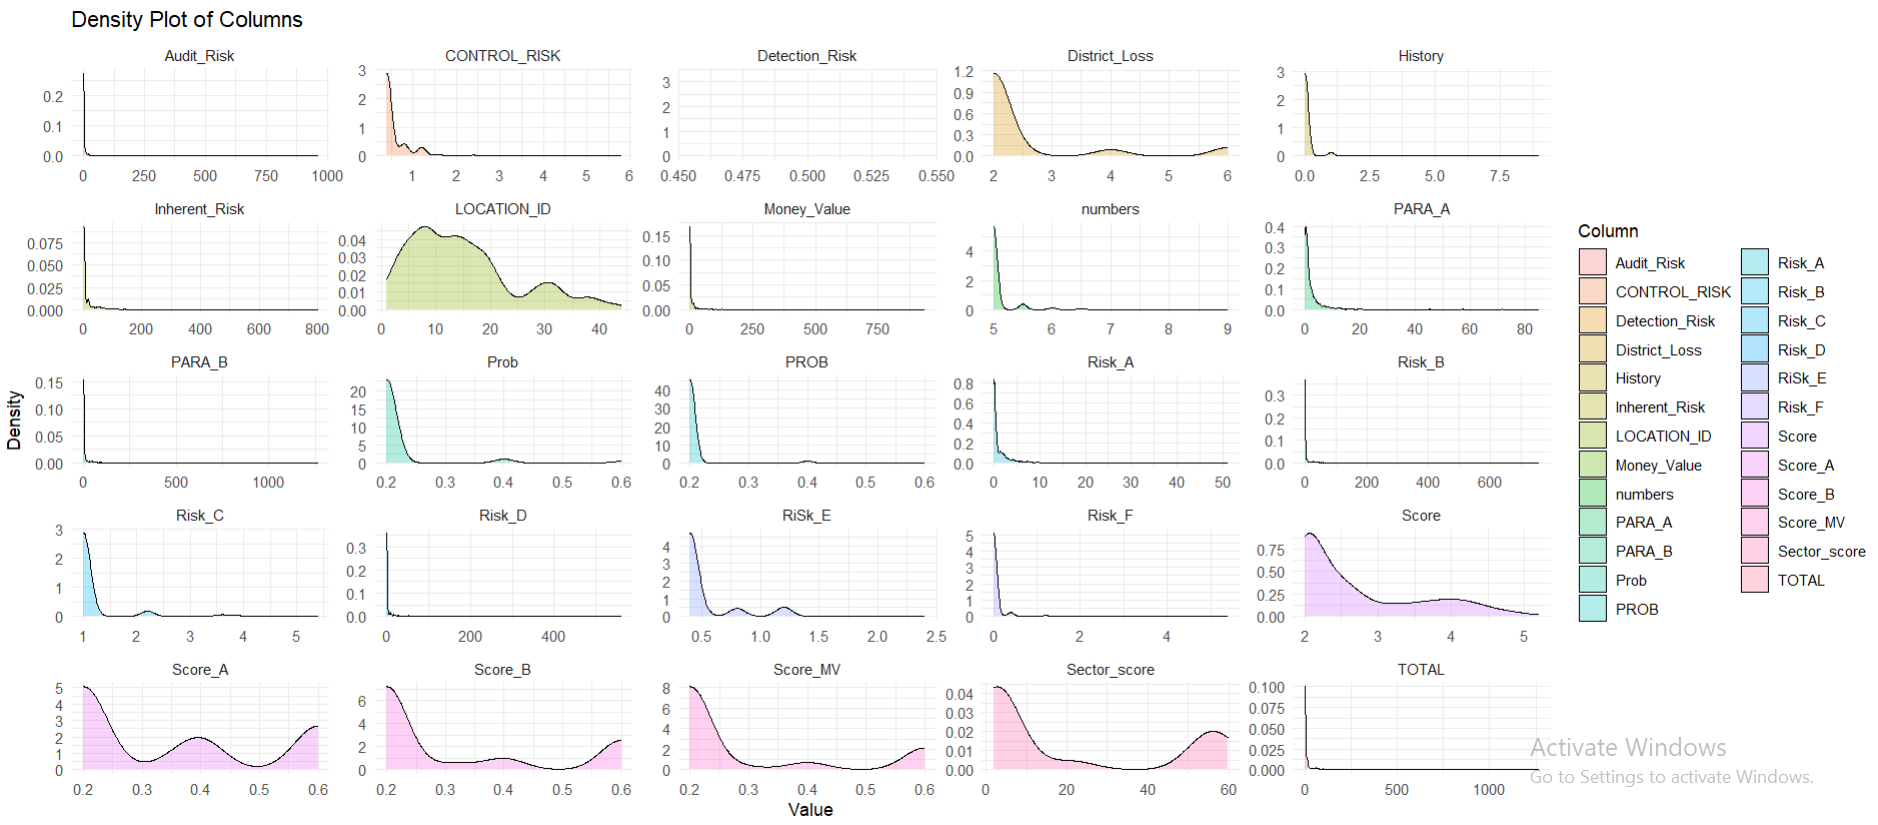 Density Plot of Columns
Audit_Risk CONTROL_RISK Detection_Risk District_Loss History
0.2 0.1 0.0
0 250 500 750 1000
3 2 1 0
1 2 3 4 5 6
3 2 1 0
0.450 0.475 0.500 0.525 0.550
1.2 0.9 0.6 0.3 0.0
2 3 4 5 6
3 2 1 0
0.0 2.5 5.0 7.5
Inherent_Risk LOCATION_ID Money_Value numbers PARA_A
0.075 0.050 0.025 0.000
0 200 400 600 800
0.04 0.03 0.02 0.01 0.00
0 10 20 30 40
0.15 0.10 0.05 0.00
0 250 500 750
4 2 0
5 6 7 8 9
0.4 0.3 0.2 0.1 0.0
0 20 40 60 80
PARA_B Prob PROB Risk_A Risk_B
0.15 0.10 0.05 0.00
0 500 1000
20 15 10 5 0
0.2 0.3 0.4 0.5 0.6
40 30 20 10 0
0.2 0.3 0.4 0.5 0.6
0.8 0.6 0.4 0.2 0.0
0 10 20 30 40 50
0.3 0.2 0.1 0.0
0 200 400 600
Risk_C Risk_D RiSk_E Risk_F Score
3 2 1 0
1 2 3 4 5
0.3 0.2 0.1 0.0
0 200 400
4 3 2 1 0
0.5 1.0 1.5 2.0 2.5
5 4 3 2 1 0
0 2 4
0.75 0.50 0.25 0.00
2 3 4 5
Score_A Score_B Score_MV Sector_score TOTAL
5 4 3 2 1 0
0.2 0.3 0.4 0.5 0.6
6 4 2 0
0.2 0.3 0.4 0.5 0.6
8 6 4 2 0
0.2 0.3 0.4 0.5 0.6
0.04 0.03 0.02 0.01 0.00
0 20 40 60
0.100 0.075 0.050 0.025 0.000
0 500 1000
Density
Value
Column
Audit_Risk
CONTROL_RISK
Detection_Risk
District_Loss
History
Inherent_Risk
LOCATION_ID
Money_Value
numbers
PARA_A
PARA_B
Prob
PROB
Risk_A
Risk_B
Risk_C
Risk_D
RiSk_E
Risk_F
Score
Score_A
Score_B
Score_MV
Sector_score
TOTAL
Activate Windows
Go to Settings to activate Windows.